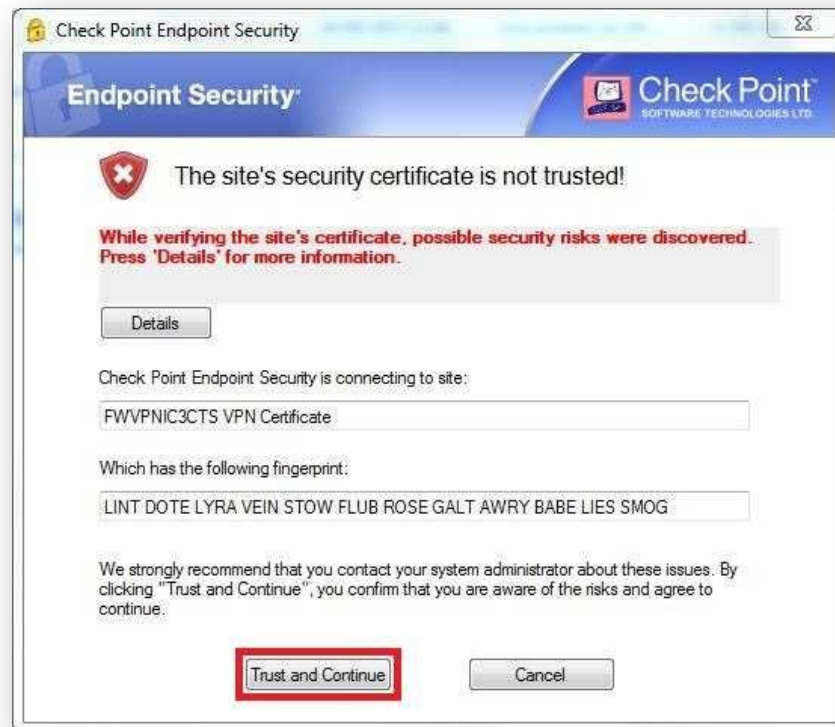 Check Point Endpoint Security
Endpoint Security
Check Point™
SOFTWARE TECHNOLOGIES LTD.
The site's security certificate is not trusted!
While verifying the site's certificate, possible security risks were discovered.
Press 'Details' for more information.
Details
Check Point Endpoint Security is connecting to site:
FWVPNIC3CTS VPN Certificate
Which has the following fingerprint:
LINT DOTE LYRA VEIN STOW FLUB ROSE GALT AWRY BABE LIES SMOG
We strongly recommend that you contact your system administrator about these issues. By
clicking "Trust and Continue", you confirm that you are aware of the risks and agree to
continue.
Trust and Continue
Cancel